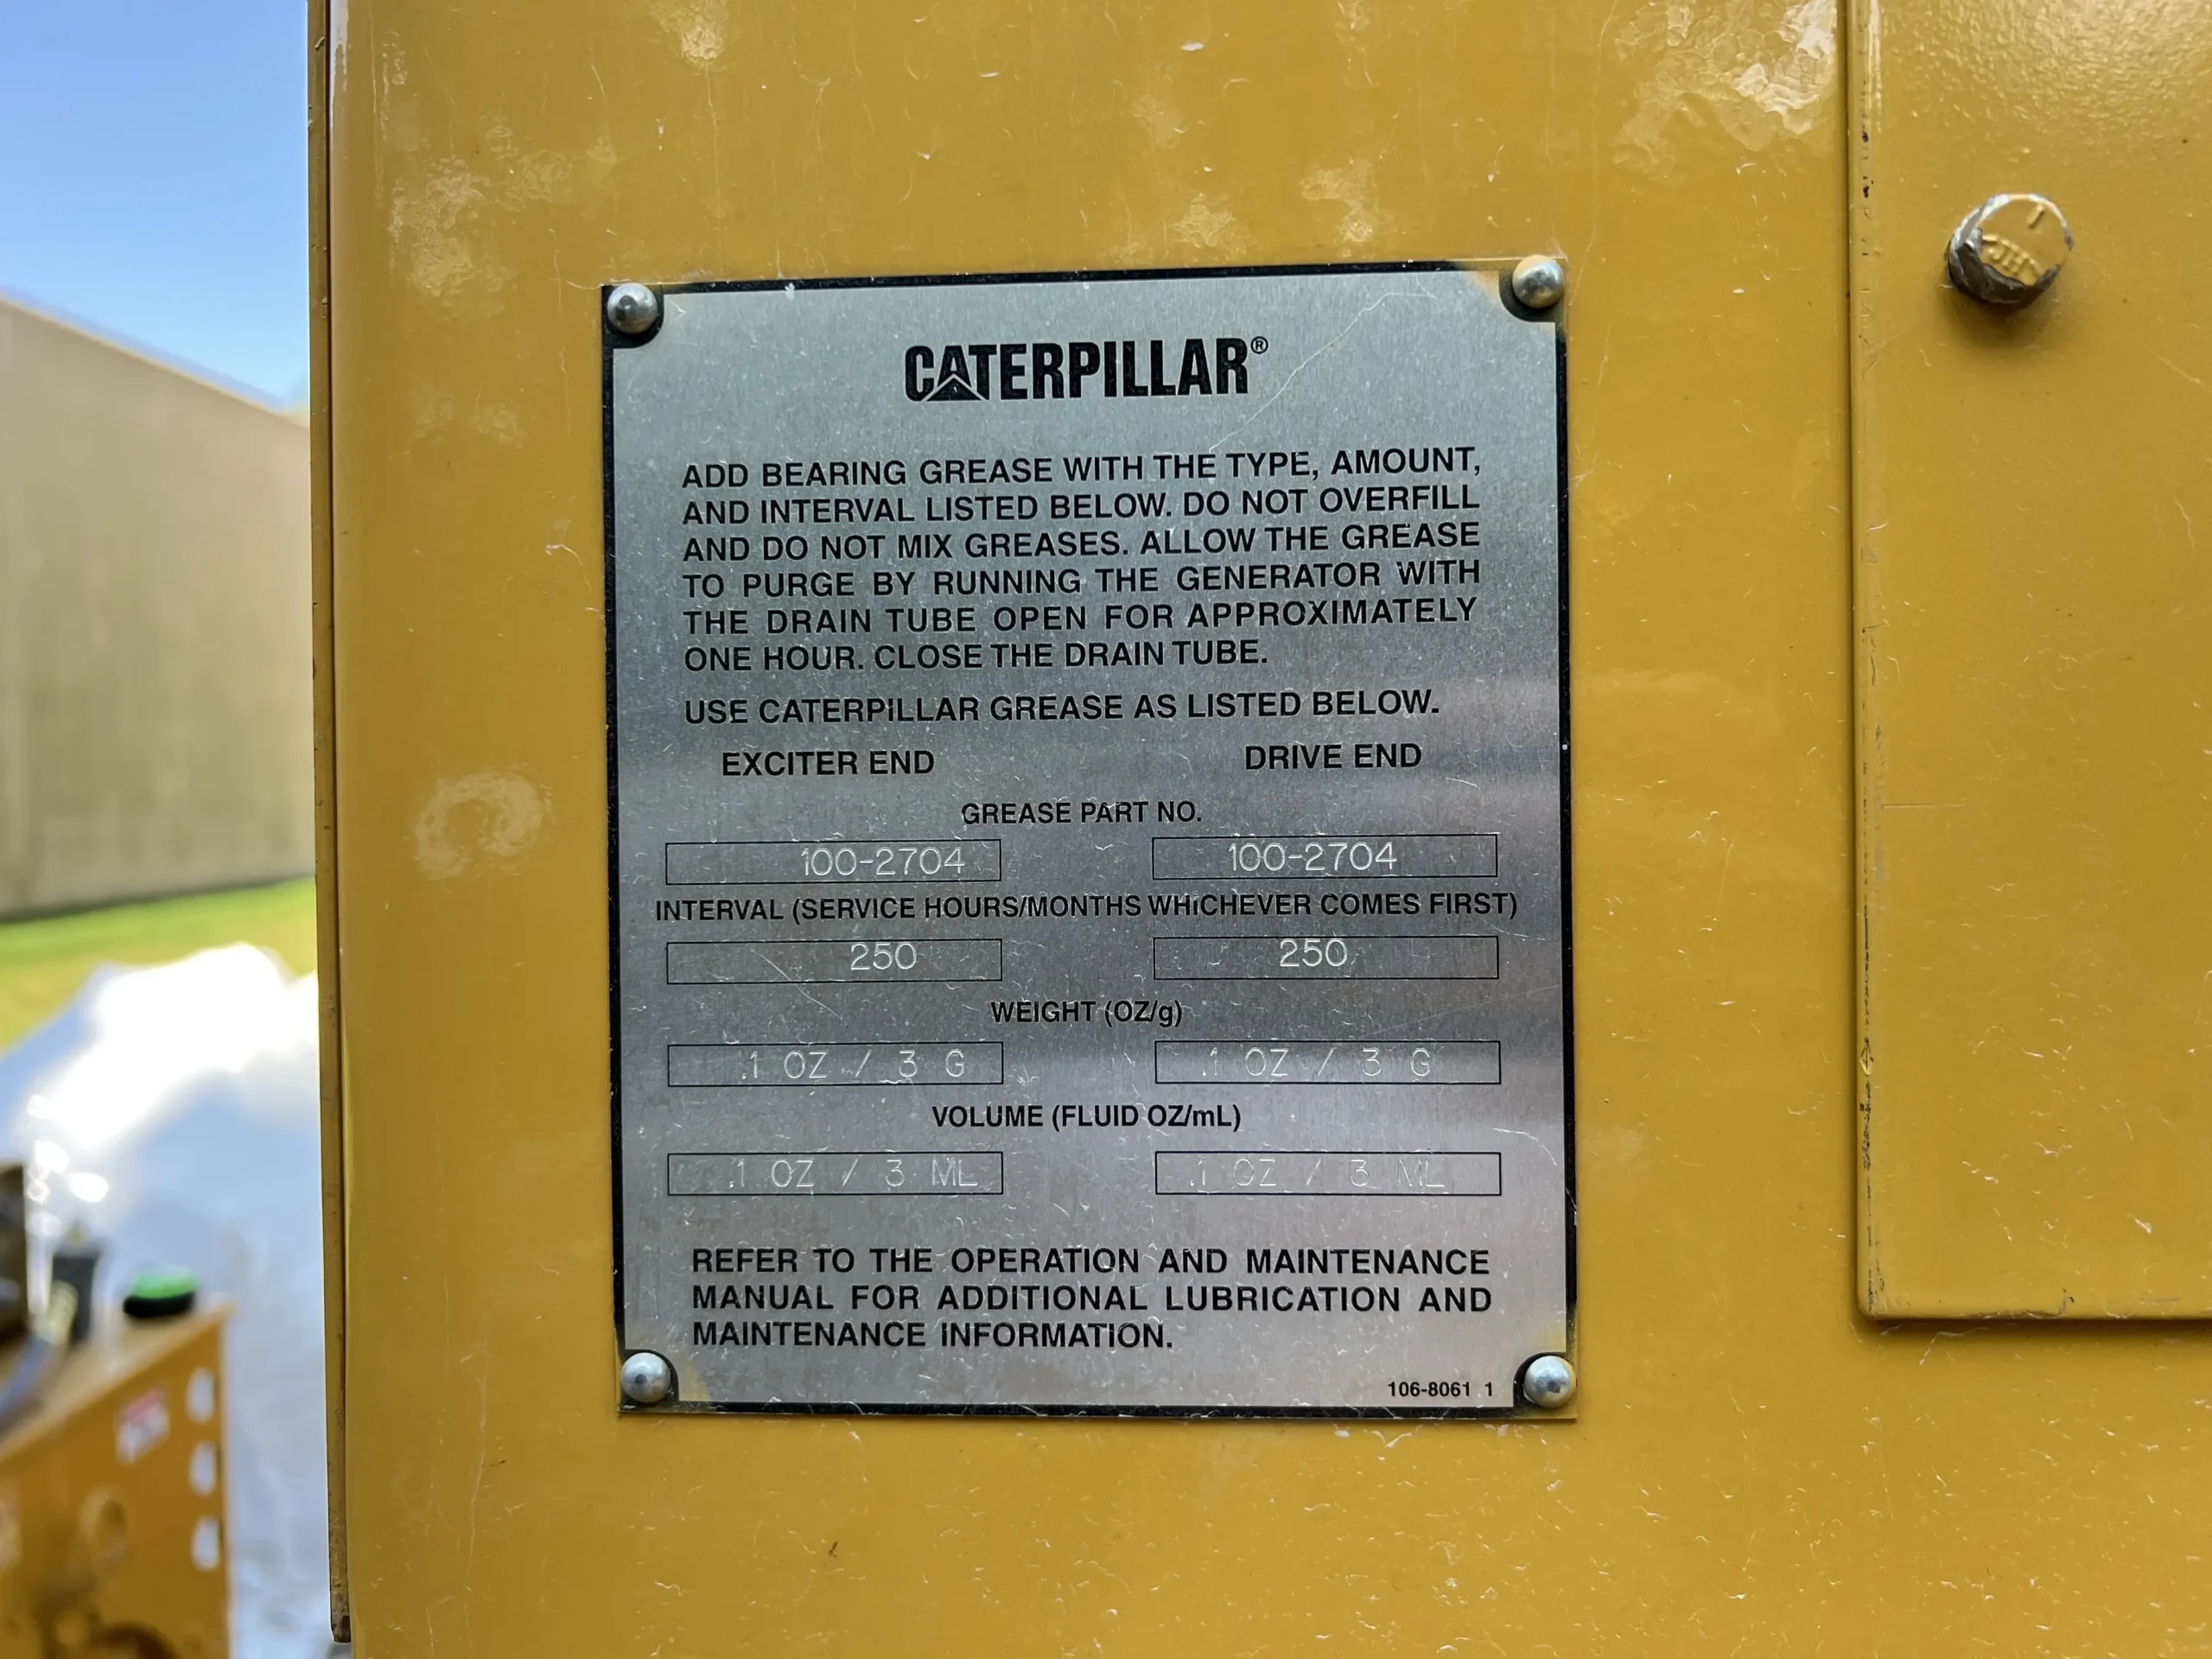 CATERPILLAR®
ADD BEARING GREASE WITH THE TYPE, AMOUNT,
AND INTERVAL LISTED BELOW. DO NOT OVERFILL
AND DO NOT MIX GREASES. ALLOW THE GREASE
TO PURGE BY RUNNING THE GENERATOR WITH
THE DRAIN TUBE OPEN FOR APPROXIMATELY
ONE HOUR. CLOSE THE DRAIN TUBE.
USE CATERPILLAR GREASE AS LISTED BELOW.
EXCITER END DRIVE END
GREASE PART NO.
100-2704 100-2704
INTERVAL (SERVICE HOURS/MONTHS WHICHEVER COMES FIRST)
250 250
WEIGHT (OZ/g)
.1 OZ / 3 G .1 OZ / 3 G
VOLUME (FLUID OZ/mL)
.1 OZ / 3 ML .1 OZ / 3 ML
REFER TO THE OPERATION AND MAINTENANCE
MANUAL FOR ADDITIONAL LUBRICATION AND
MAINTENANCE INFORMATION.
106-8061 1